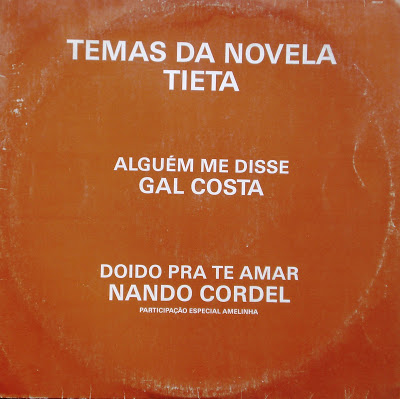 TEMAS DA NOVELA
TIETA
ALGUÉM ME DISSE
GAL COSTA
DOIDO PRA TE AMAR
NANDO CORDEL
PARTICIPAÇÃO ESPECIAL AMELINHA